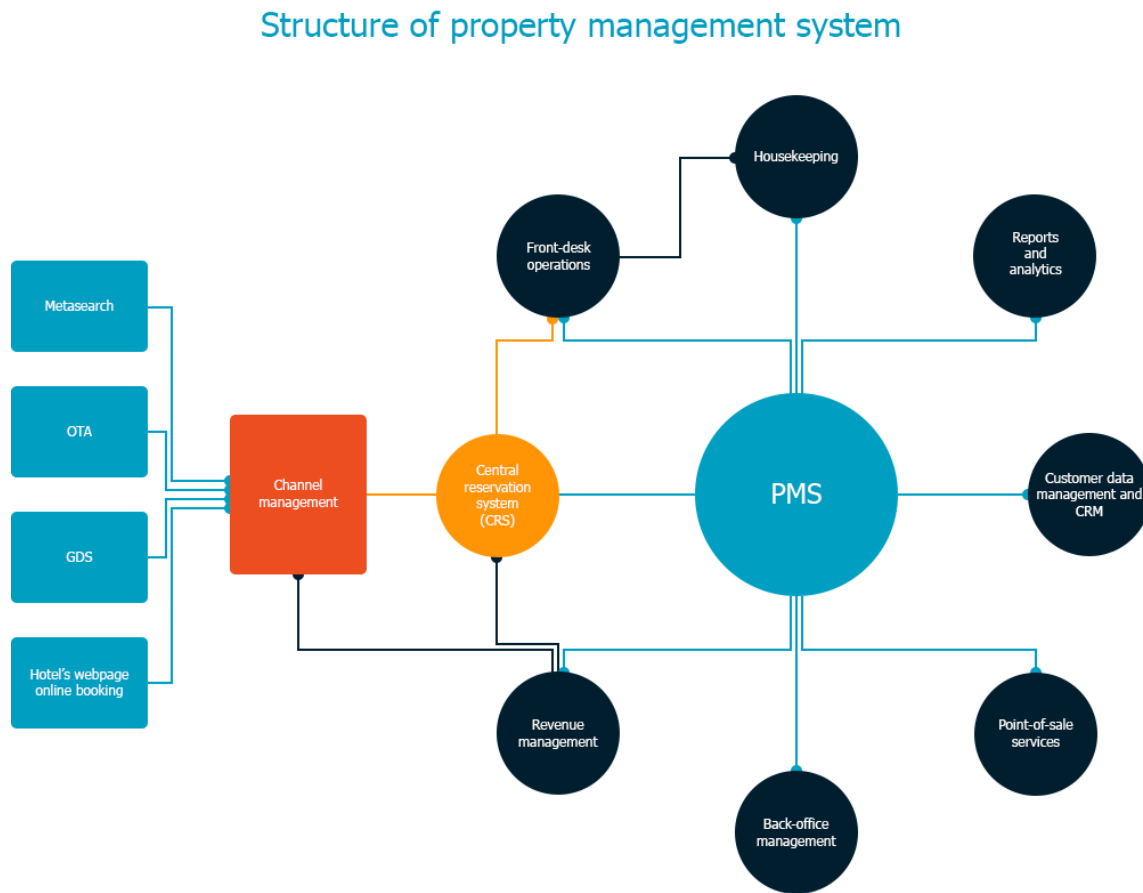 Structure of property management system
Housekeeping
Front-desk
operations
Reports
and
analytics
Metasearch
OTA
GDS
Hotel’s webpage
online booking
Channel
management
Central
reservation
system
(CRS)
PMS
Customer data
management and
CRM
Revenue
management
Point-of-sale
services
Back-office
management